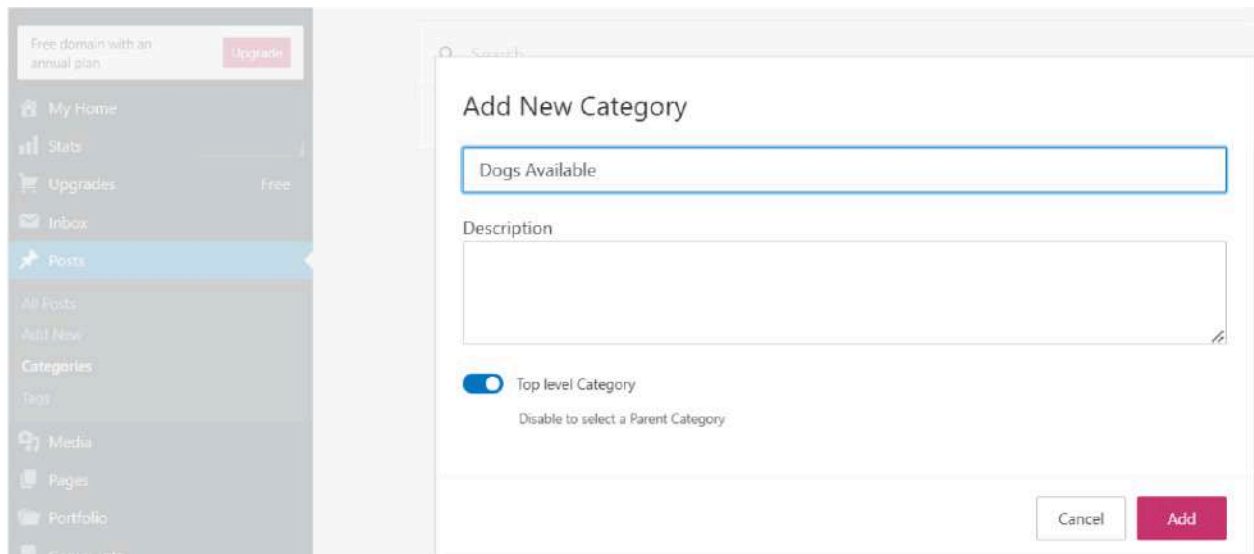 Free domain with an
annual plan
Upgrade
My Home
Stats
Upgrades
Free
Inbox
Posts
All Posts
Add New
Categories
Tags
Media
Pages
Portfolio
Search
Add New Category
Dogs Available
Description
Top level Category
Disable to select a Parent Category
Cancel
Add